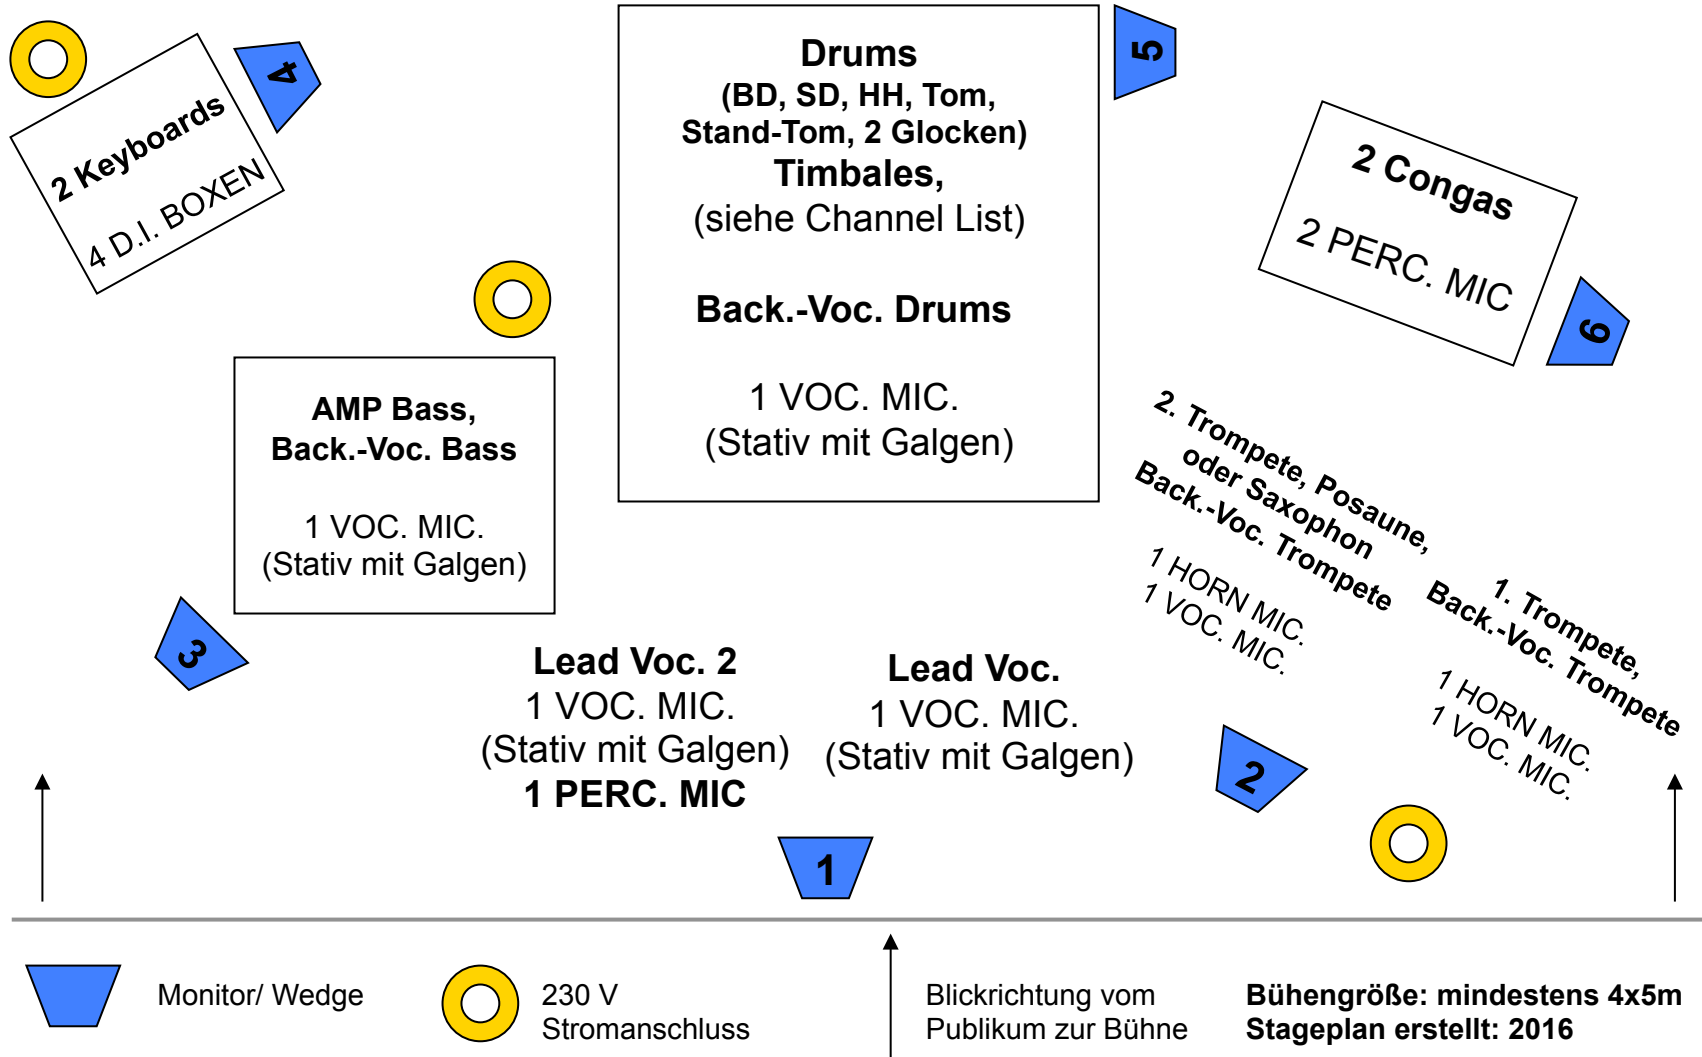 2 Keyboards
4 D.I. BOXEN
4
Drums
(BD, SD, HH, Tom,
Stand-Tom, 2 Glocken)
Timbales,
(siehe Channel List)
Back.-Voc. Drums
1 VOC. MIC.
(Stativ mit Galgen)
5
2 Congas
2 PERC. MIC
6
AMP Bass,
Back.-Voc. Bass
1 VOC. MIC.
(Stativ mit Galgen)
3
2. Trompete, Posaune,
oder Saxophon
Back.-Voc. Trompete
1 HORN MIC.
1 VOC. MIC.
1. Trompete,
Back.-Voc. Trompete
1 HORN MIC.
1 VOC. MIC.
Lead Voc. 2
1 VOC. MIC.
(Stativ mit Galgen)
1 PERC. MIC
Lead Voc.
1 VOC. MIC.
(Stativ mit Galgen)
2
1
Monitor/ Wedge
230 V
Stromanschluss
Blickrichtung vom
Publikum zur Bühne
Bühengröße: mindestens 4x5m
Stageplan erstellt: 2016